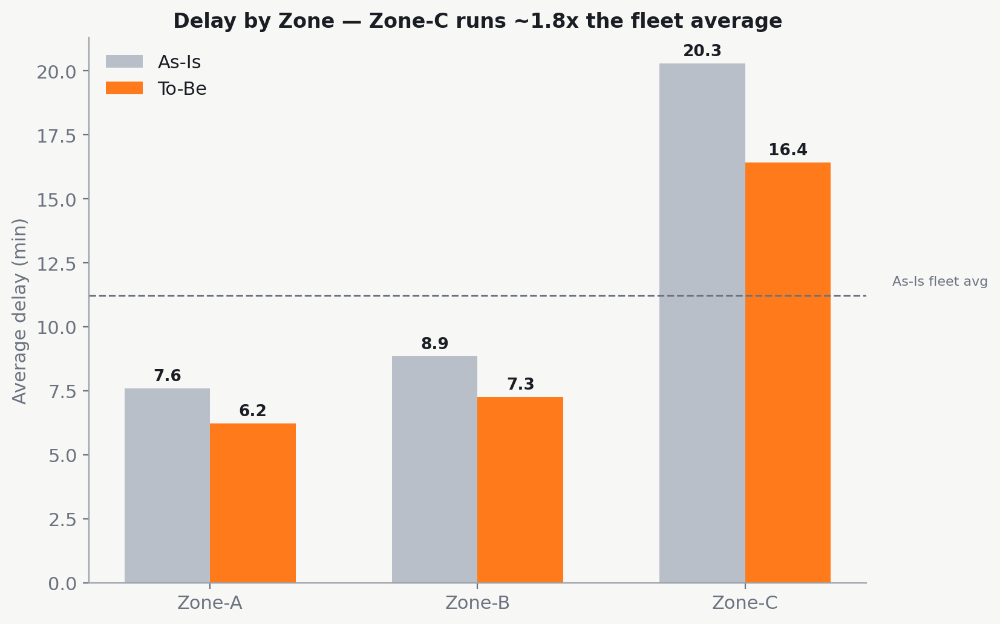 Delay by Zone — Zone-C runs ~1.8x the fleet average
As-Is
To-Be
Average delay (min)
20.0
17.5
15.0
12.5
10.0
7.5
5.0
2.5
0.0
7.6
6.2
8.9
7.3
20.3
16.4
As-Is fleet avg
Zone-A
Zone-B
Zone-C